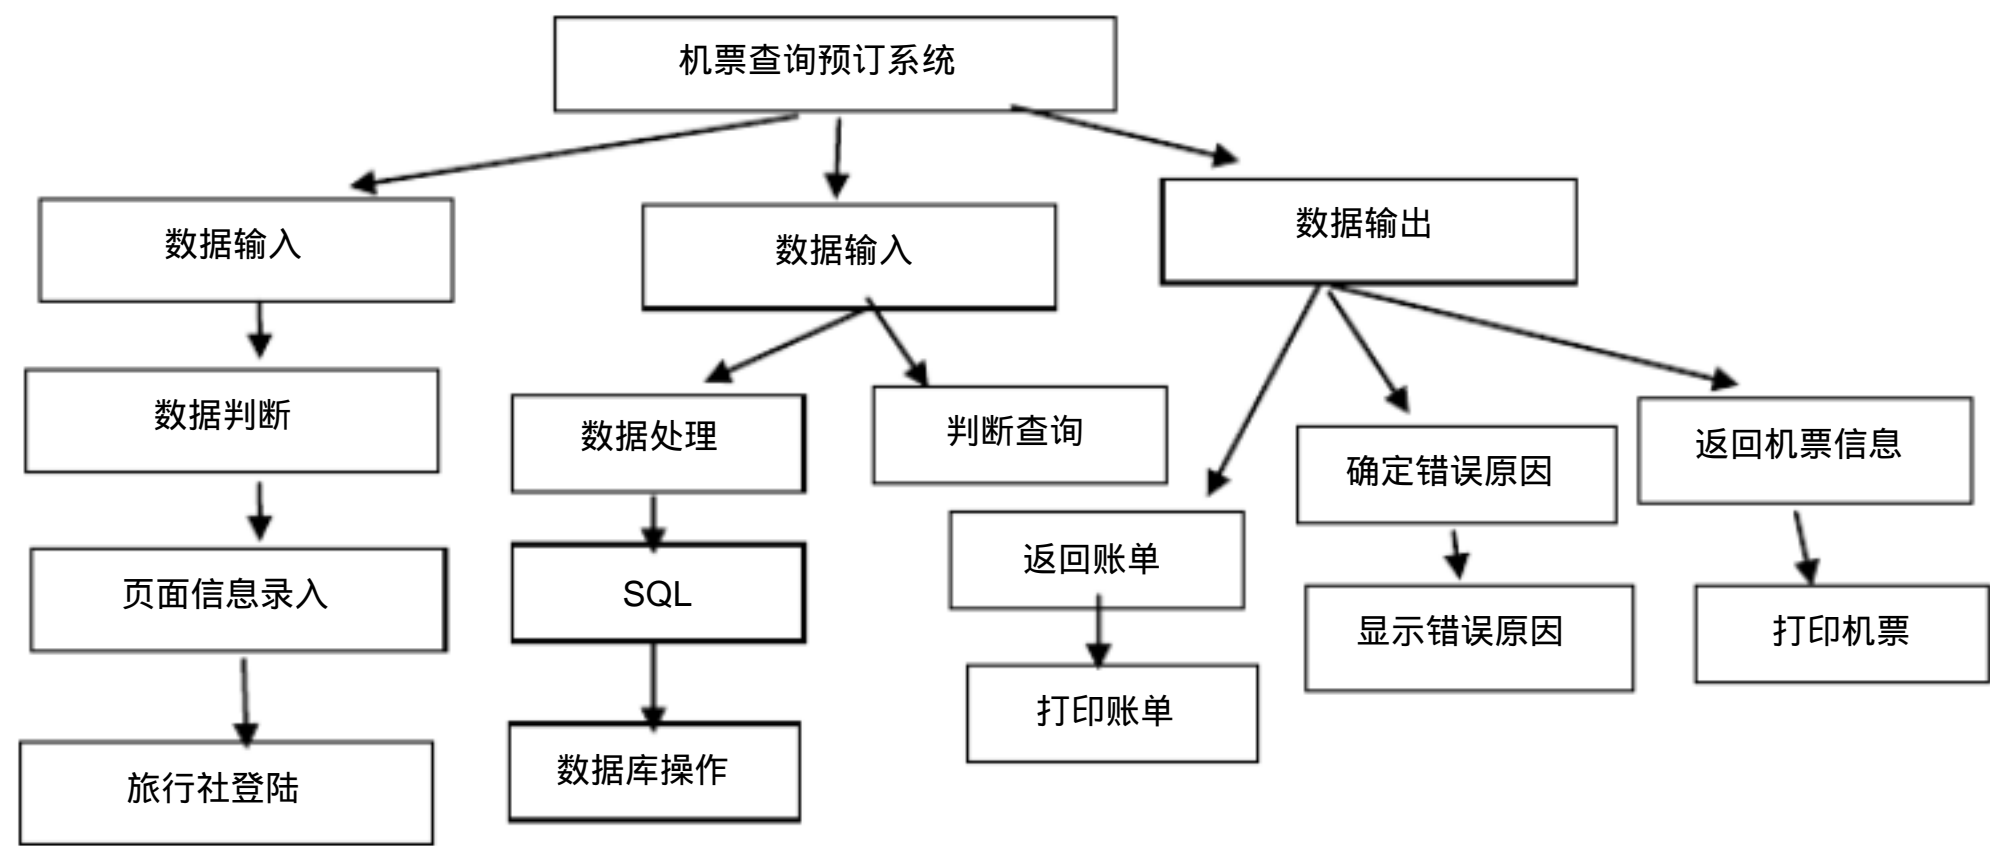 机票查询预订系统
数据输入
数据输入
数据输出
数据判断
数据处理
判断查询
确定错误原因
返回机票信息
页面信息录入
SQL
返回账单
显示错误原因
打印机票
旅行社登陆
数据库操作
打印账单